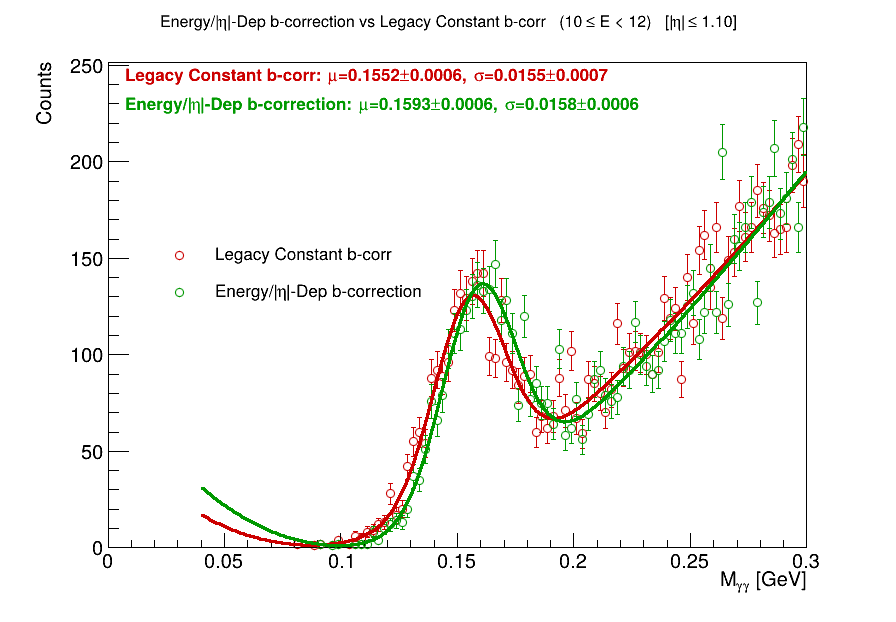 Energy/|η|-Dep b-correction vs Legacy Constant b-corr (10 ≤ E < 12) [|η| ≤ 1.10]
Counts
250
200
150
100
50
0
Legacy Constant b-corr: μ=0.1552±0.0006, σ=0.0155±0.0007
Energy/|η|-Dep b-correction: μ=0.1593±0.0006, σ=0.0158±0.0006
Legacy Constant b-corr
Energy/|η|-Dep b-correction
0 0.05 0.1 0.15 0.2 0.25 0.3
Mγγ [GeV]